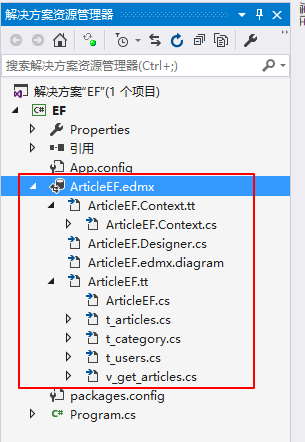 解决方案资源管理器
搜索解决方案资源管理器(Ctrl+;)
解决方案"EF"(1 个项目)
EF
Properties
引用
App.config
ArticleEF.edmx
ArticleEF.Context.tt
ArticleEF.Context.cs
ArticleEF.Designer.cs
ArticleEF.edmx.diagram
ArticleEF.tt
ArticleEF.cs
t_articles.cs
t_category.cs
t_users.cs
v_get_articles.cs
packages.config
Program.cs